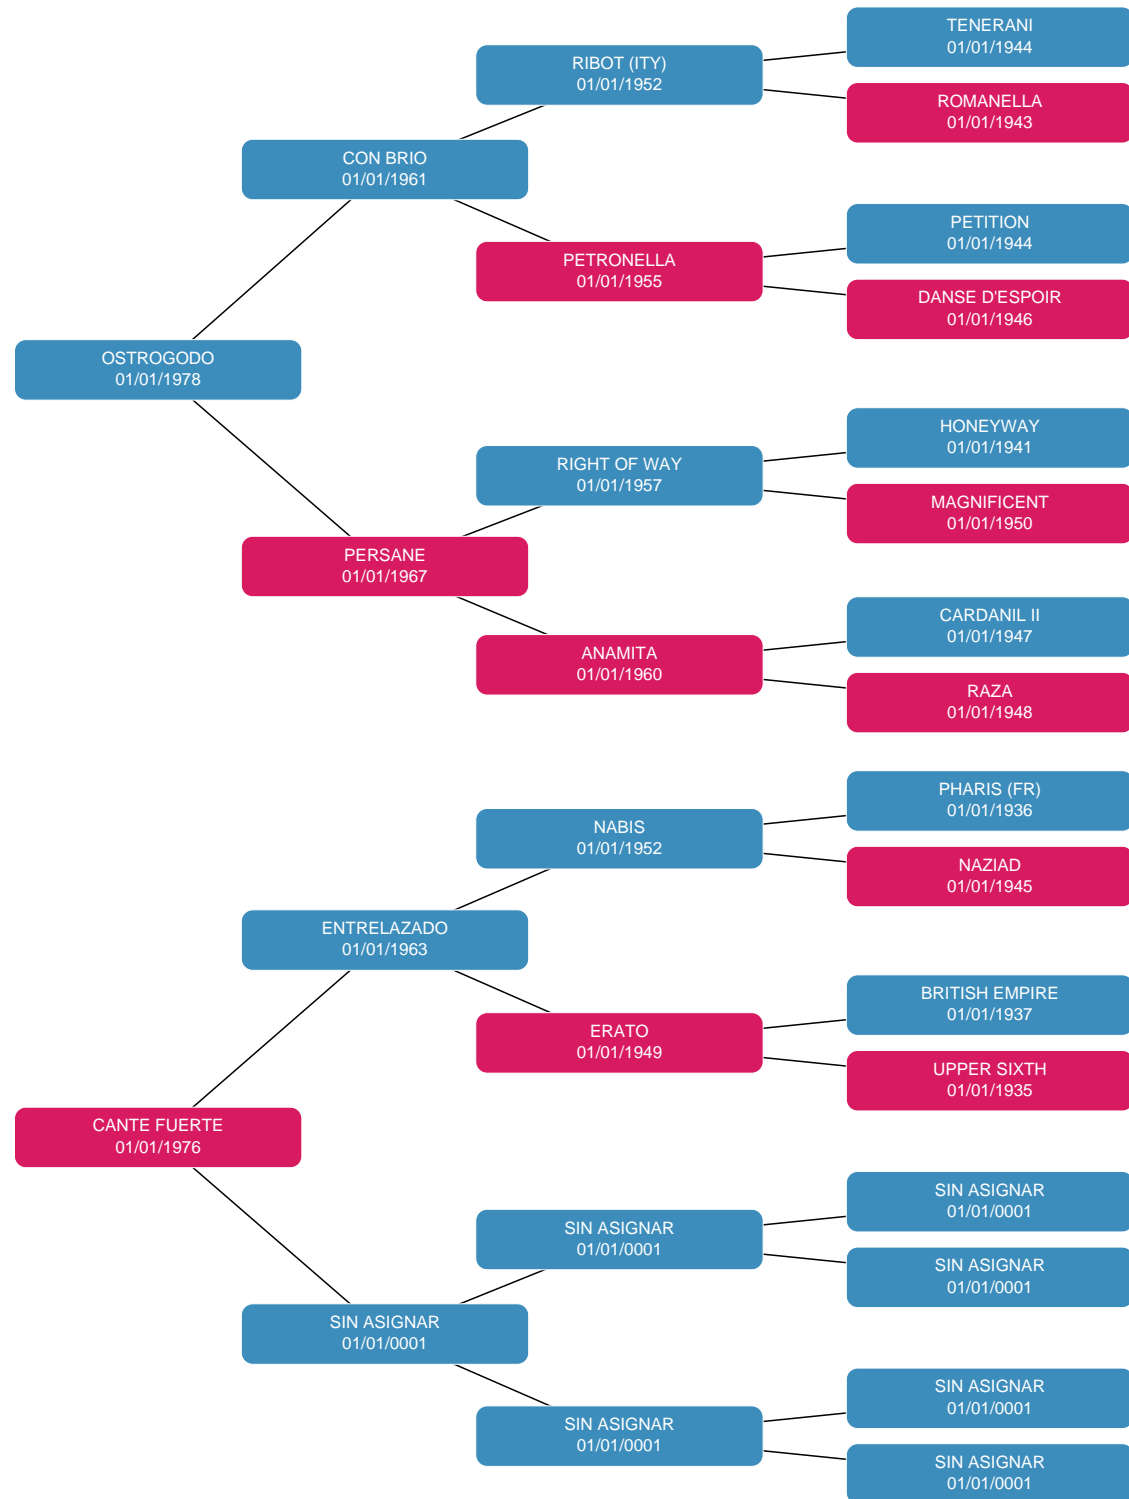 TENERANI
01/01/1944
RIBOT (ITY)
01/01/1952
ROMANELLA
01/01/1943
CON BRIO
01/01/1961
PETITION
01/01/1944
PETRONELLA
01/01/1955
DANSE D'ESPOIR
01/01/1946
OSTROGODO
01/01/1978
HONEYWAY
01/01/1941
RIGHT OF WAY
01/01/1957
MAGNIFICENT
01/01/1950
PERSANE
01/01/1967
CARDANIL II
01/01/1947
ANAMITA
01/01/1960
RAZA
01/01/1948
PHARIS (FR)
01/01/1936
NABIS
01/01/1952
NAZIAD
01/01/1945
ENTRELAZADO
01/01/1963
BRITISH EMPIRE
01/01/1937
ERATO
01/01/1949
UPPER SIXTH
01/01/1935
CANTE FUERTE
01/01/1976
SIN ASIGNAR
01/01/0001
SIN ASIGNAR
01/01/0001
SIN ASIGNAR
01/01/0001
SIN ASIGNAR
01/01/0001
SIN ASIGNAR
01/01/0001
SIN ASIGNAR
01/01/0001
SIN ASIGNAR
01/01/0001